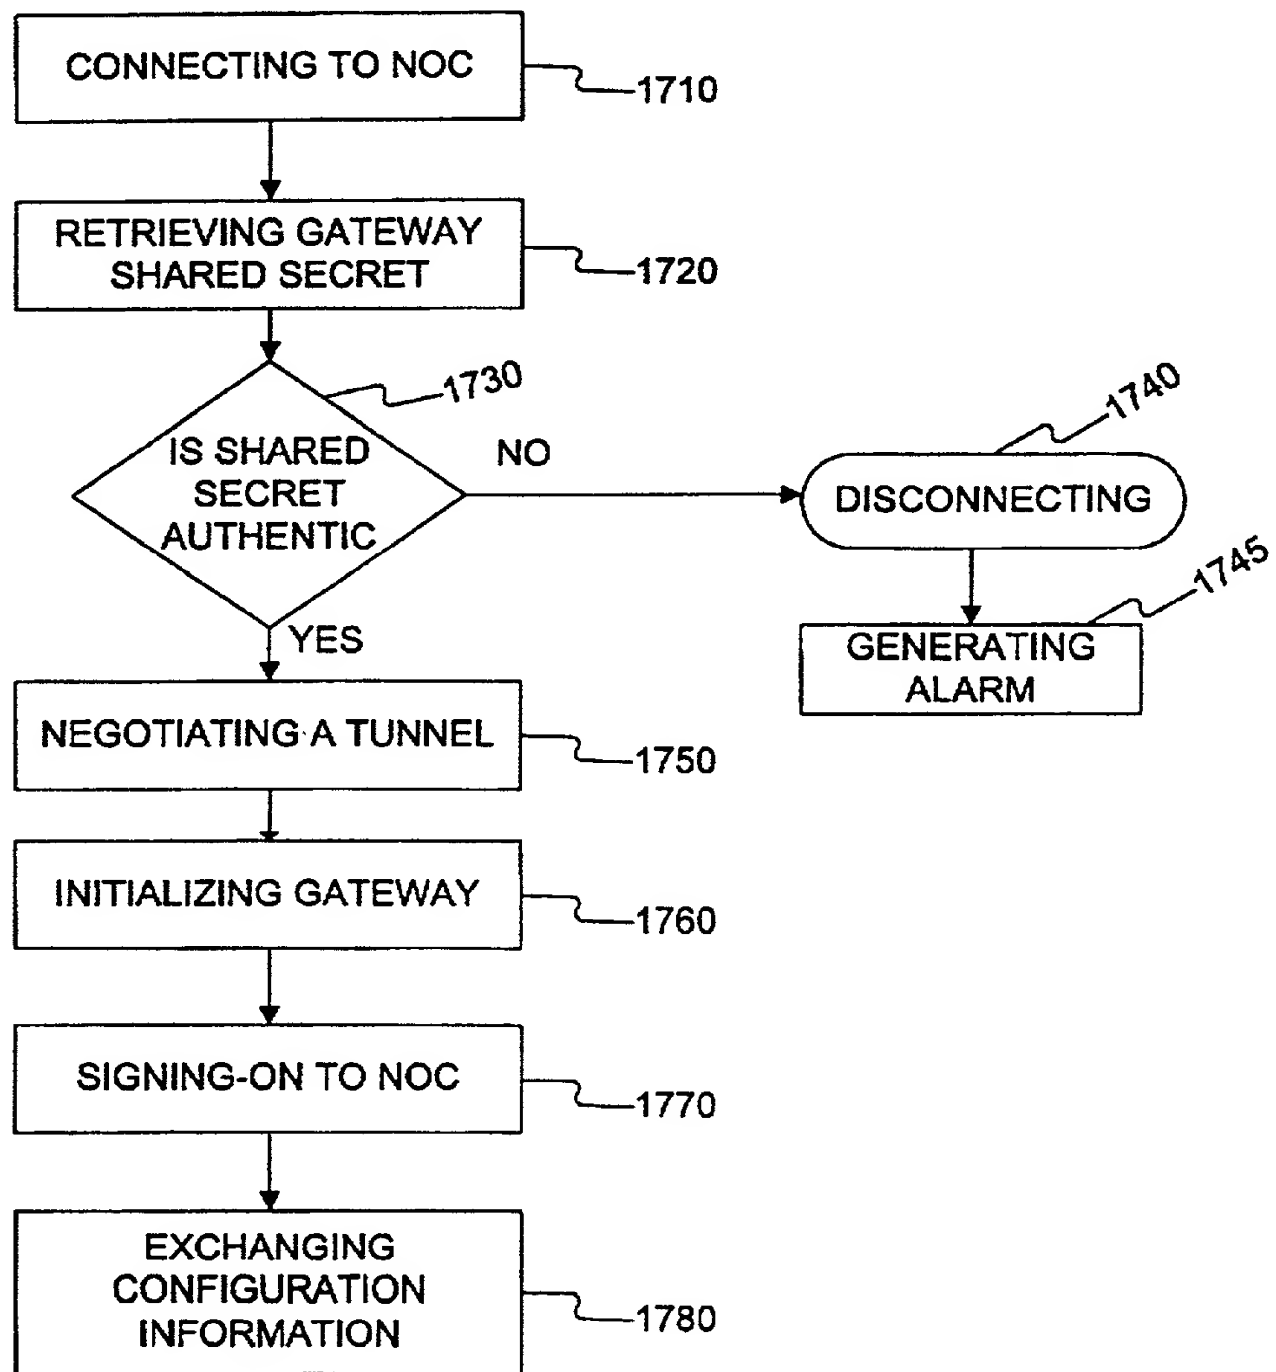 CONNECTING TO NOC
1710
RETRIEVING GATEWAY
SHARED SECRET
1720
1730
IS SHARED
SECRET
AUTHENTIC
NO
1740
DISCONNECTING
1745
GENERATING
ALARM
YES
NEGOTIATING A TUNNEL
1750
INITIALIZING GATEWAY
1760
SIGNING-ON TO NOC
1770
EXCHANGING
CONFIGURATION
INFORMATION
1780